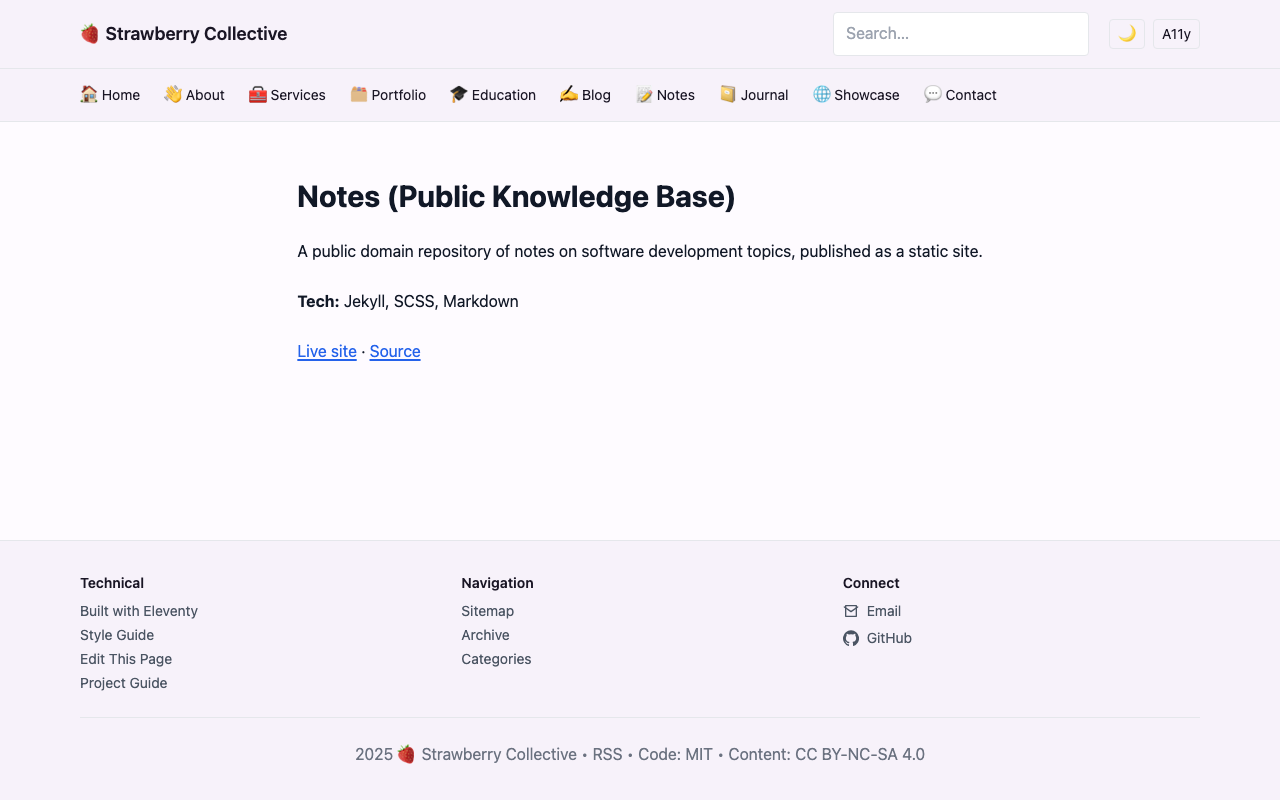 🍓 Strawberry Collective
Search...
🌙
A11y
🏠 Home 👋 About 🧰 Services 🗂️ Portfolio 🎓 Education ✍️ Blog 📝 Notes 📔 Journal 🌐 Showcase 💬 Contact
Notes (Public Knowledge Base)
A public domain repository of notes on software development topics, published as a static site.
Tech: Jekyll, SCSS, Markdown
Live site · Source
Technical
Built with Eleventy
Style Guide
Edit This Page
Project Guide
Navigation
Sitemap
Archive
Categories
Connect
Email
GitHub
2025 🍓 Strawberry Collective • RSS • Code: MIT • Content: CC BY-NC-SA 4.0